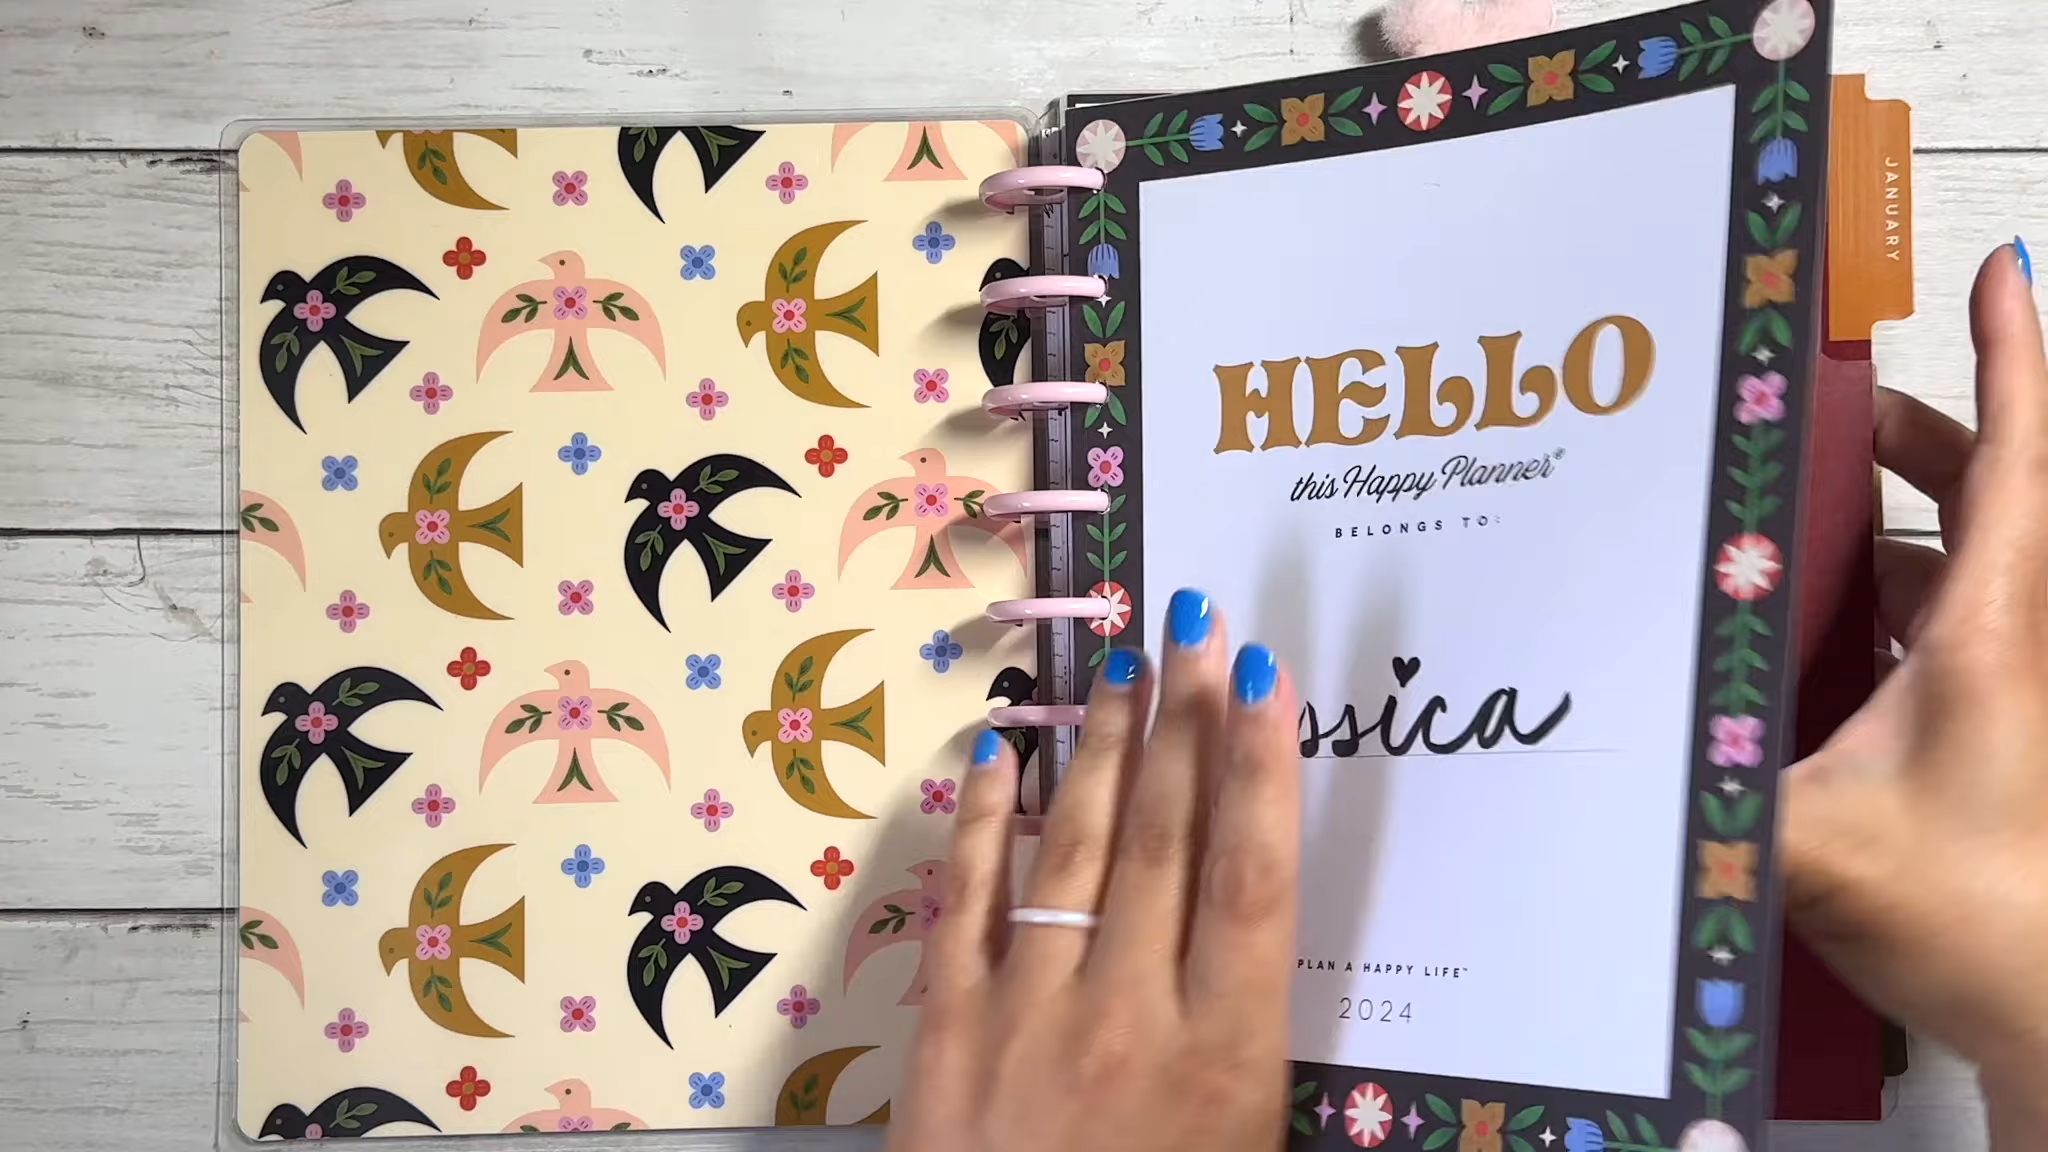 HELLO
this Happy Planner®
BELONGS TO:
ssica
PLAN A HAPPY LIFE™
2024
JANUARY